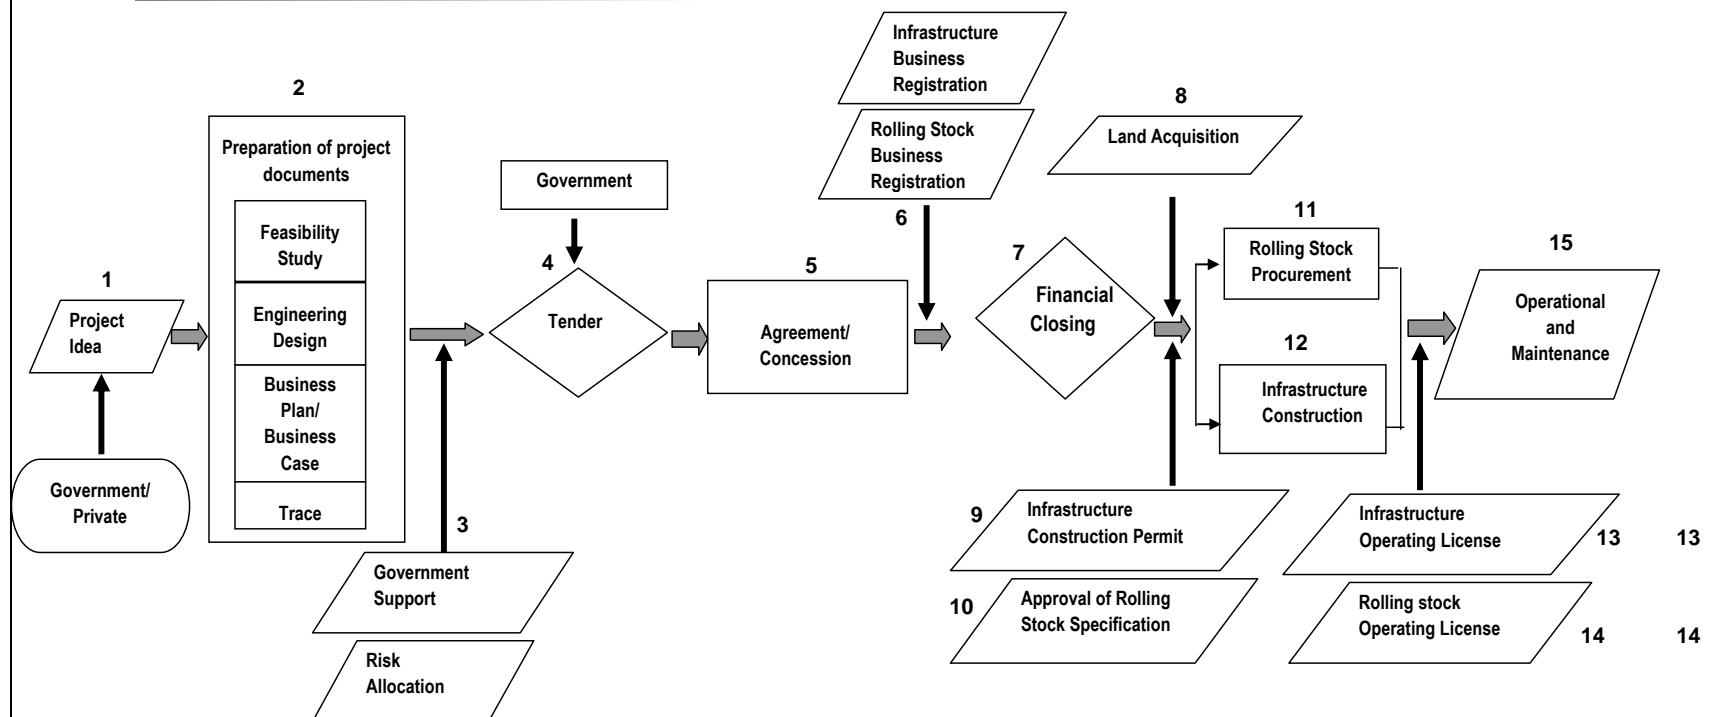 1
Project
Idea
Government/
Private
2
Preparation of project
documents
Feasibility
Study
Engineering
Design
Business
Plan/
Business
Case
Trace
3
Government
Support
Risk
Allocation
Government
4
Tender
5
Agreement/
Concession
Infrastructure
Business
Registration
Rolling Stock
Business
Registration
6
7
Financial
Closing
8
Land Acquisition
9
Infrastructure
Construction Permit
10
Approval of Rolling
Stock Specification
11
Rolling Stock
Procurement
12
Infrastructure
Construction
Infrastructure
Operating License
13 13
Rolling stock
Operating License
14 14
15
Operational
and
Maintenance